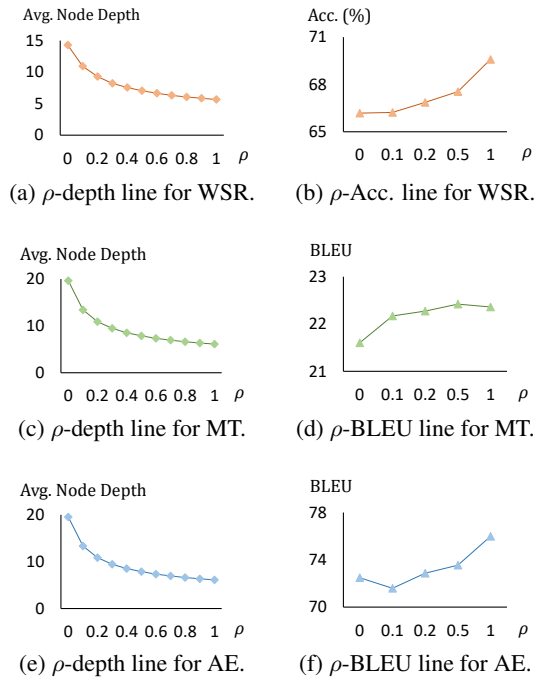 Avg. Node Depth
15
10
5
0
0 0.2 0.4 0.6 0.8 1 ρ
(a) ρ-depth line for WSR.
Acc. (%)
71
68
65
0 0.1 0.2 0.5 1 ρ
(b) ρ-Acc. line for WSR.
Avg. Node Depth
20
10
0
0 0.2 0.4 0.6 0.8 1 ρ
(c) ρ-depth line for MT.
BLEU
23
22
21
0 0.1 0.2 0.5 1 ρ
(d) ρ-BLEU line for MT.
Avg. Node Depth
20
10
0
0 0.2 0.4 0.6 0.8 1 ρ
(e) ρ-depth line for AE.
BLEU
78
74
70
0 0.1 0.2 0.5 1 ρ
(f) ρ-BLEU line for AE.